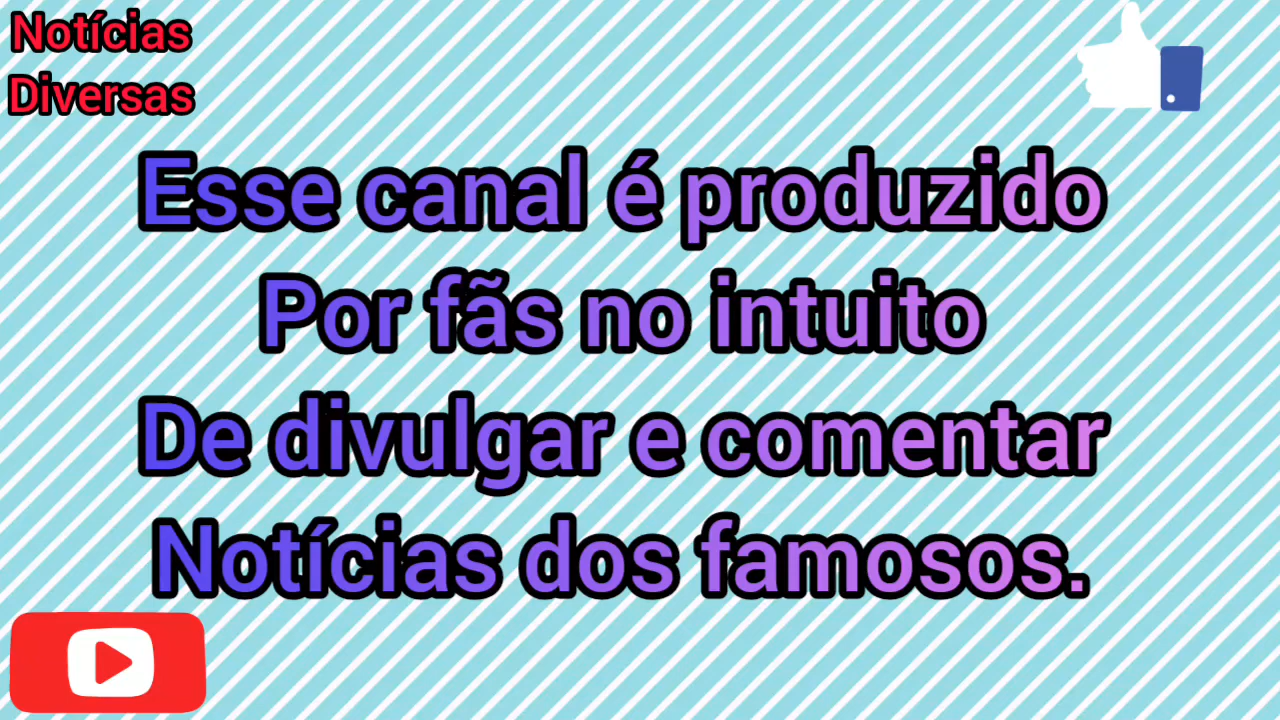 Notícias
Diversas
Esse canal é produzido
Por fãs no intuito
De divulgar e comentar
Notícias dos famosos.